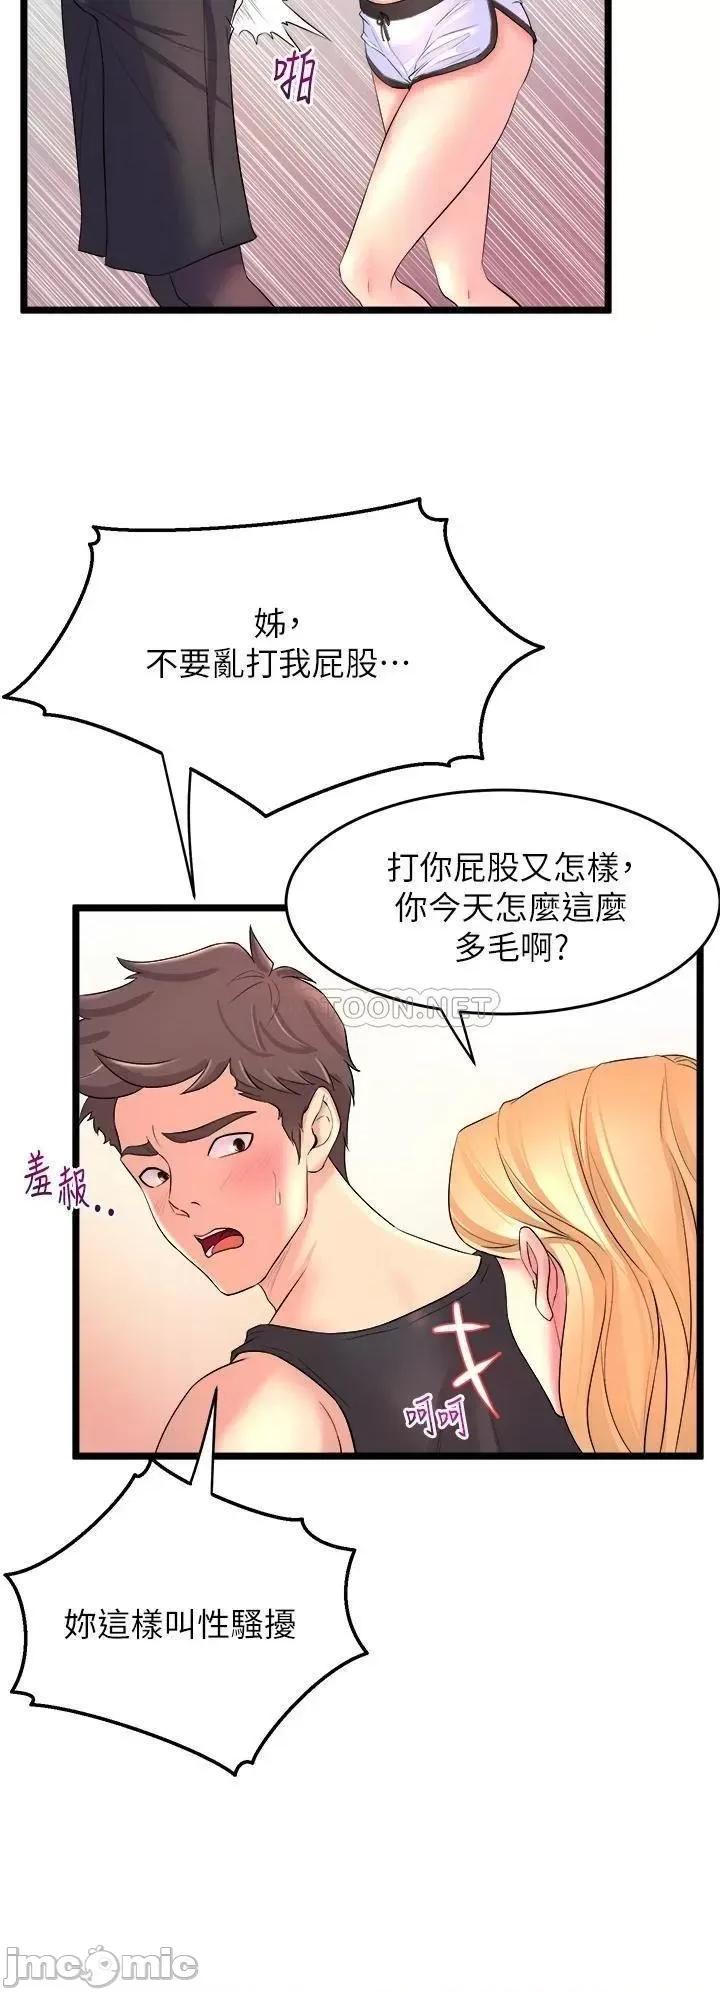 啪
啪
姊，
不要亂打我屁股…
打你屁股又怎樣，
你今天怎麼這麼
多毛啊?
TOON.NET
羞赧..
呵呵
妳這樣叫性騷擾
jmcomic